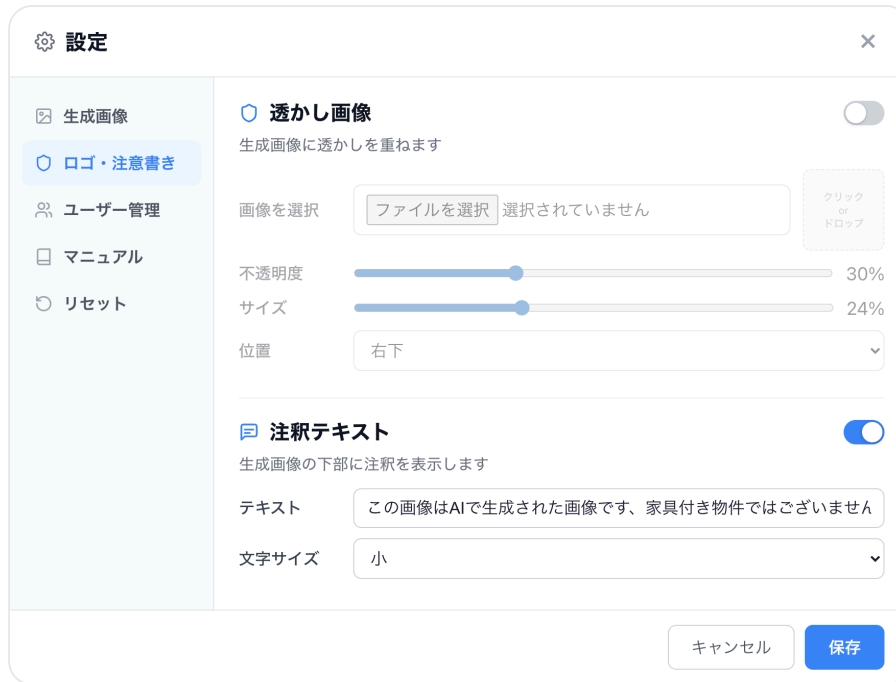 設定
生成画像
ロゴ・注意書き
ユーザー管理
マニュアル
リセット
透かし画像
生成画像に透かしを重ねます
画像を選択
ファイルを選択 選択されていません
クリック
or
ドロップ
不透明度
30%
サイズ
24%
位置
右下
注釈テキスト
生成画像の下部に注釈を表示します
テキスト
この画像はAIで生成された画像です、家具付き物件ではございません
文字サイズ
小
キャンセル
保存